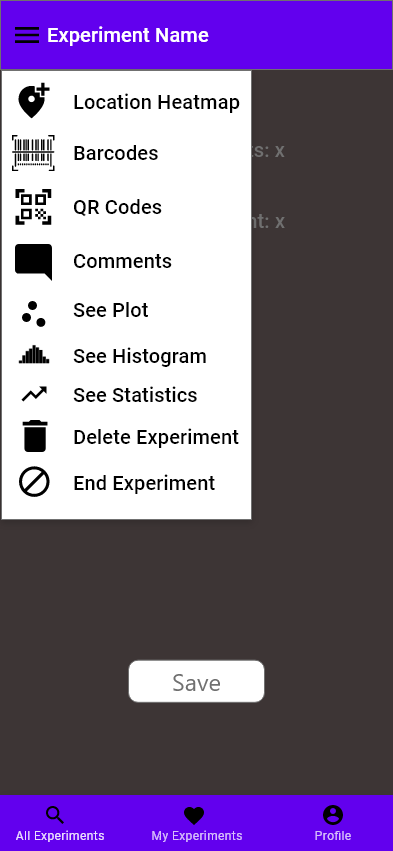 Experiment Name
Location Heatmap
s: x
Barcodes
QR Codes
nt: x
Comments
See Plot
See Histogram
See Statistics
Delete Experiment
End Experiment
Save
All Experiments
My Experiments
Profile